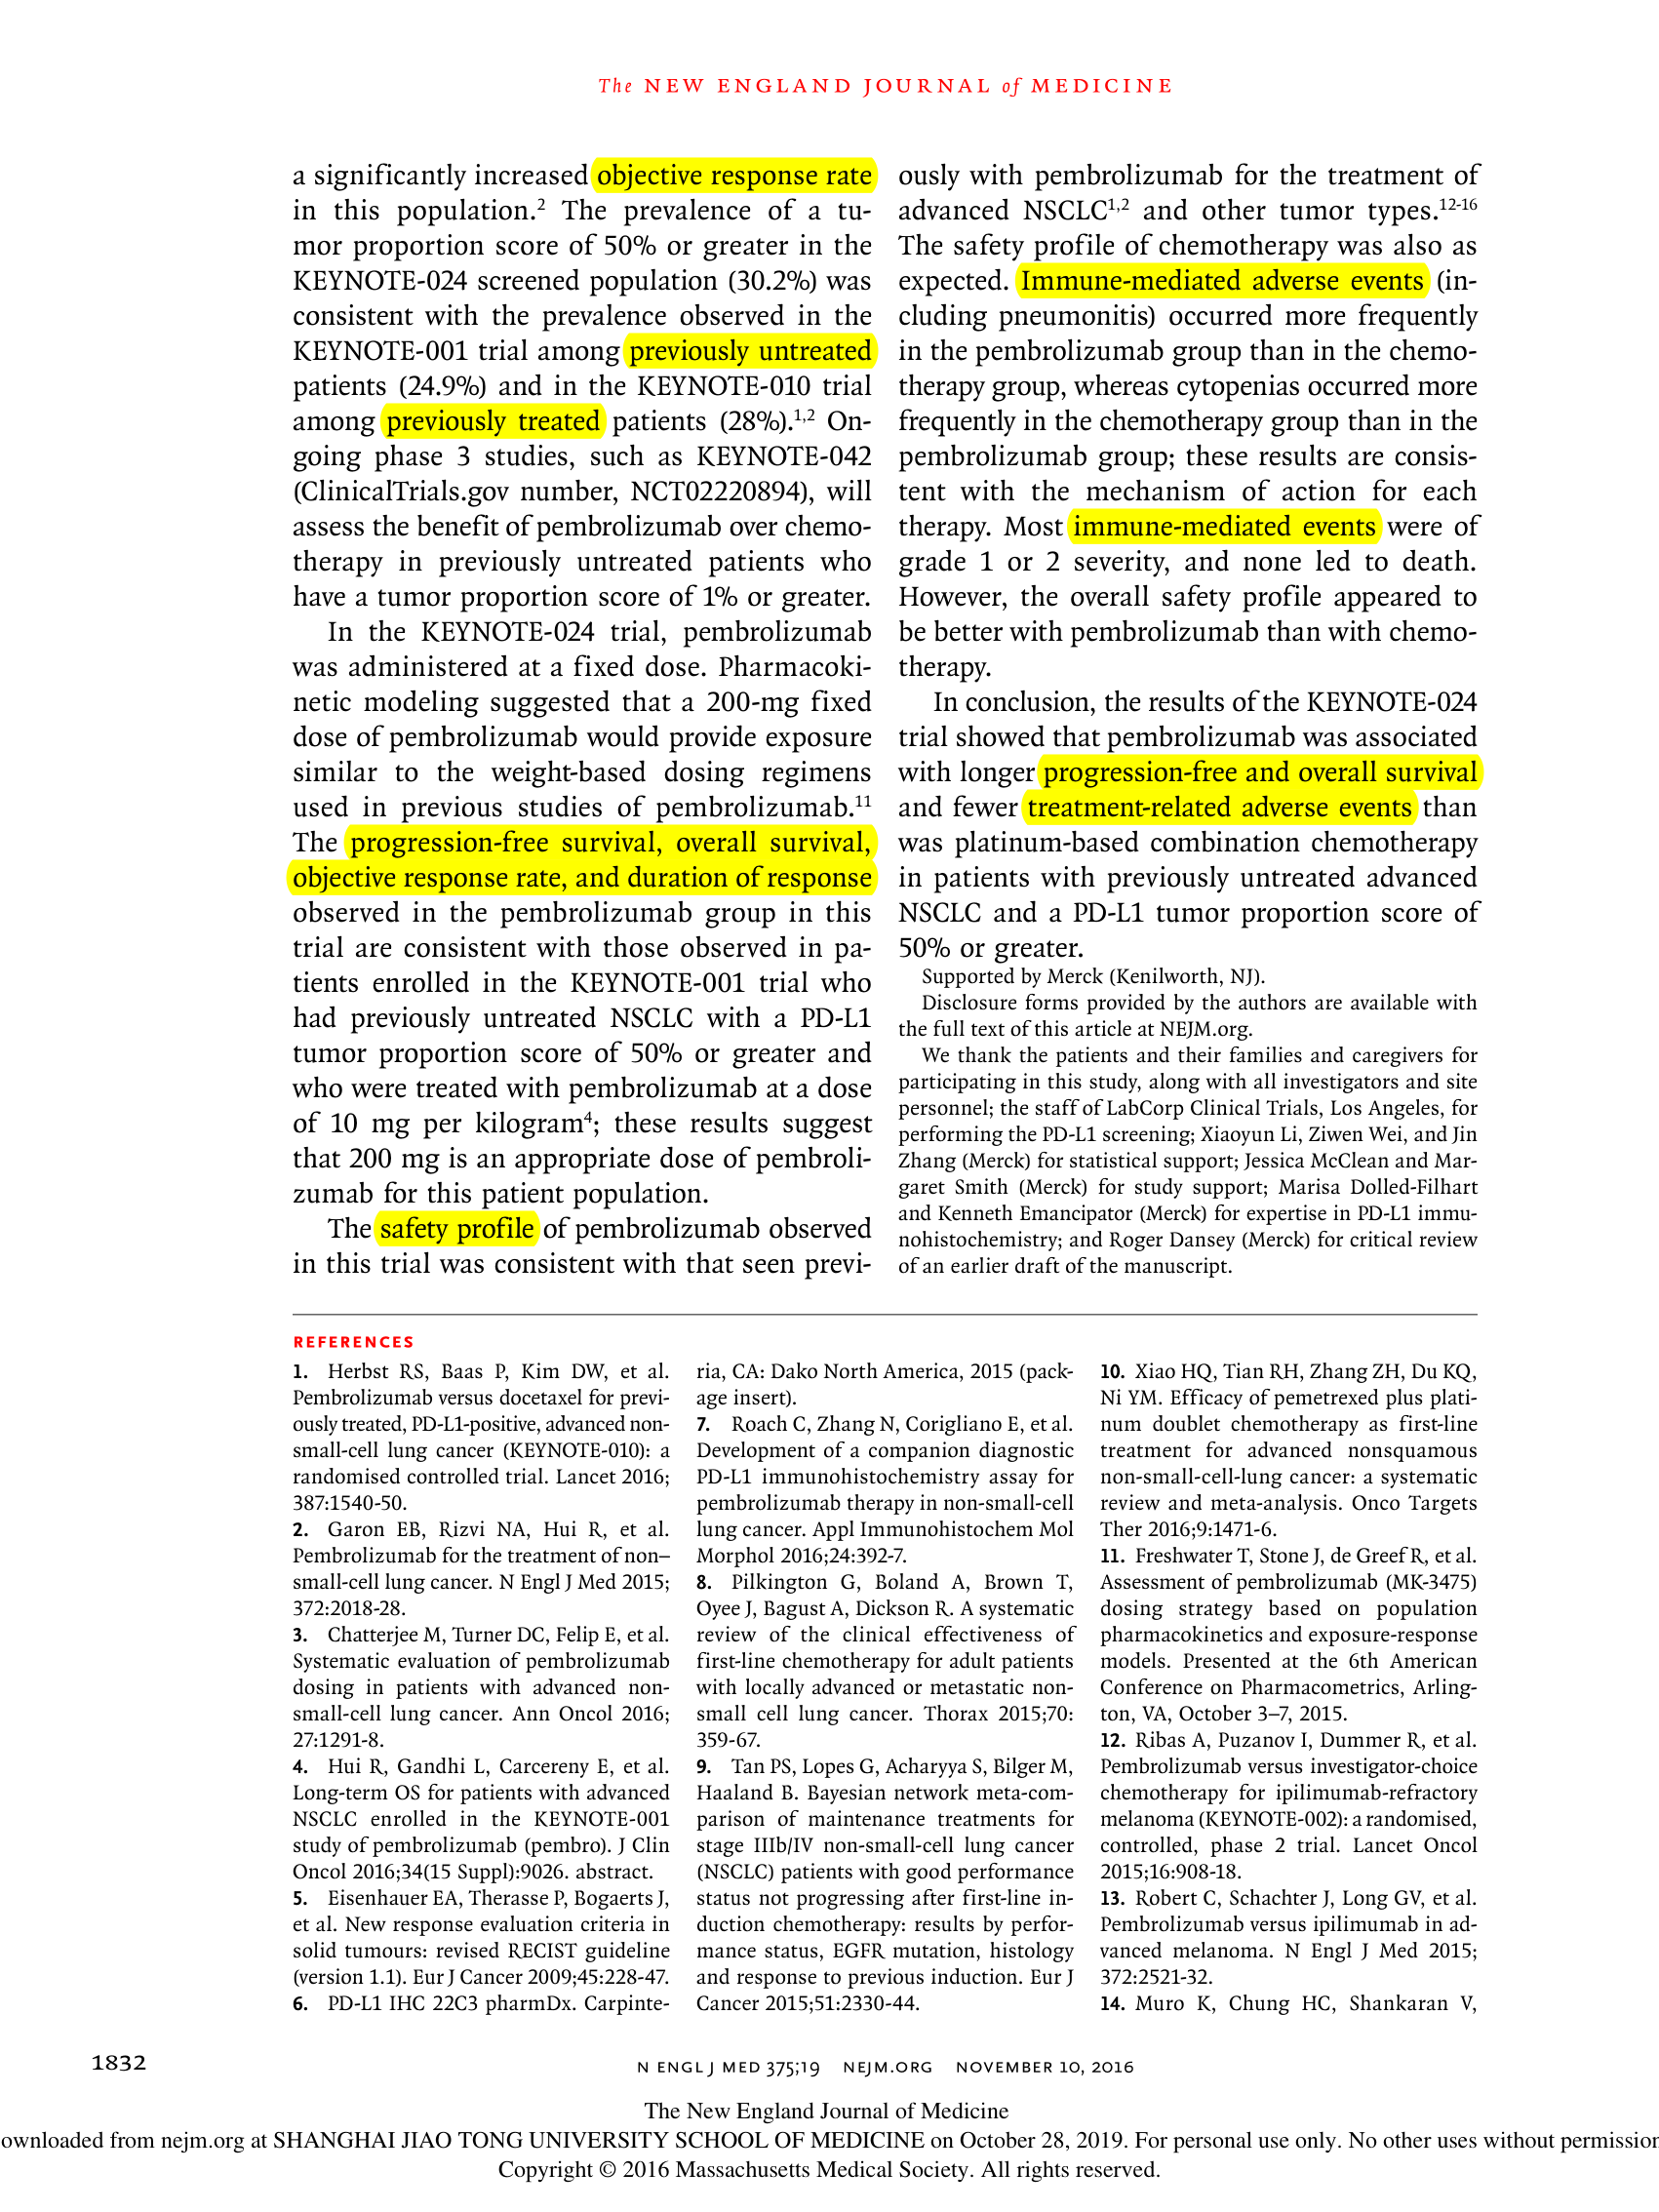 The NEW ENGLAND JOURNAL of MEDICINE
a significantly increased objective response rate
in this population.2 The prevalence of a tu-
mor proportion score of 50% or greater in the
KEYNOTE-024 screened population (30.2%) was
consistent with the prevalence observed in the
KEYNOTE-001 trial among previously untreated
patients (24.9%) and in the KEYNOTE-010 trial
among previously treated patients (28%).1,2 On-
going phase 3 studies, such as KEYNOTE-042
(ClinicalTrials.gov number, NCT02220894), will
assess the benefit of pembrolizumab over chemo-
therapy in previously untreated patients who
have a tumor proportion score of 1% or greater.
In the KEYNOTE-024 trial, pembrolizumab
was administered at a fixed dose. Pharmacoki-
netic modeling suggested that a 200-mg fixed
dose of pembrolizumab would provide exposure
similar to the weight-based dosing regimens
used in previous studies of pembrolizumab.11
The progression-free survival, overall survival,
objective response rate, and duration of response
observed in the pembrolizumab group in this
trial are consistent with those observed in pa-
tients enrolled in the KEYNOTE-001 trial who
had previously untreated NSCLC with a PD-L1
tumor proportion score of 50% or greater and
who were treated with pembrolizumab at a dose
of 10 mg per kilogram4; these results suggest
that 200 mg is an appropriate dose of pembroli-
zumab for this patient population.
The safety profile of pembrolizumab observed
in this trial was consistent with that seen previ-
ously with pembrolizumab for the treatment of
advanced NSCLC1,2 and other tumor types.12-16
The safety profile of chemotherapy was also as
expected. Immune-mediated adverse events (in-
cluding pneumonitis) occurred more frequently
in the pembrolizumab group than in the chemo-
therapy group, whereas cytopenias occurred more
frequently in the chemotherapy group than in the
pembrolizumab group; these results are consis-
tent with the mechanism of action for each
therapy. Most immune-mediated events were of
grade 1 or 2 severity, and none led to death.
However, the overall safety profile appeared to
be better with pembrolizumab than with chemo-
therapy.
In conclusion, the results of the KEYNOTE-024
trial showed that pembrolizumab was associated
with longer progression-free and overall survival
and fewer treatment-related adverse events than
was platinum-based combination chemotherapy
in patients with previously untreated advanced
NSCLC and a PD-L1 tumor proportion score of
50% or greater.
Supported by Merck (Kenilworth, NJ).
Disclosure forms provided by the authors are available with
the full text of this article at NEJM.org.
We thank the patients and their families and caregivers for
participating in this study, along with all investigators and site
personnel; the staff of LabCorp Clinical Trials, Los Angeles, for
performing the PD-L1 screening; Xiaoyun Li, Ziwen Wei, and Jin
Zhang (Merck) for statistical support; Jessica McClean and Mar-
garet Smith (Merck) for study support; Marisa Dolled-Filhart
and Kenneth Emancipator (Merck) for expertise in PD-L1 immu-
nohistochemistry; and Roger Dansey (Merck) for critical review
of an earlier draft of the manuscript.
REFERENCES
1. Herbst RS, Baas P, Kim DW, et al.
Pembrolizumab versus docetaxel for previ-
ously treated, PD-L1-positive, advanced non-
small-cell lung cancer (KEYNOTE-010): a
randomised controlled trial. Lancet 2016;
387:1540-50.
2. Garon EB, Rizvi NA, Hui R, et al.
Pembrolizumab for the treatment of non–
small-cell lung cancer. N Engl J Med 2015;
372:2018-28.
3. Chatterjee M, Turner DC, Felip E, et al.
Systematic evaluation of pembrolizumab
dosing in patients with advanced non-
small-cell lung cancer. Ann Oncol 2016;
27:1291-8.
4. Hui R, Gandhi L, Carcereny E, et al.
Long-term OS for patients with advanced
NSCLC enrolled in the KEYNOTE-001
study of pembrolizumab (pembro). J Clin
Oncol 2016;34(15 Suppl):9026. abstract.
5. Eisenhauer EA, Therasse P, Bogaerts J,
et al. New response evaluation criteria in
solid tumours: revised RECIST guideline
(version 1.1). Eur J Cancer 2009;45:228-47.
6. PD-L1 IHC 22C3 pharmDx. Carpinte-
ria, CA: Dako North America, 2015 (pack-
age insert).
7. Roach C, Zhang N, Corigliano E, et al.
Development of a companion diagnostic
PD-L1 immunohistochemistry assay for
pembrolizumab therapy in non-small-cell
lung cancer. Appl Immunohistochem Mol
Morphol 2016;24:392-7.
8. Pilkington G, Boland A, Brown T,
Oyee J, Bagust A, Dickson R. A systematic
review of the clinical effectiveness of
first-line chemotherapy for adult patients
with locally advanced or metastatic non-
small cell lung cancer. Thorax 2015;70:
359-67.
9. Tan PS, Lopes G, Acharyya S, Bilger M,
Haaland B. Bayesian network meta-com-
parison of maintenance treatments for
stage IIIb/IV non-small-cell lung cancer
(NSCLC) patients with good performance
status not progressing after first-line in-
duction chemotherapy: results by perfor-
mance status, EGFR mutation, histology
and response to previous induction. Eur J
Cancer 2015;51:2330-44.
10. Xiao HQ, Tian RH, Zhang ZH, Du KQ,
Ni YM. Efficacy of pemetrexed plus plati-
num doublet chemotherapy as first-line
treatment for advanced nonsquamous
non-small-cell-lung cancer: a systematic
review and meta-analysis. Onco Targets
Ther 2016;9:1471-6.
11. Freshwater T, Stone J, de Greef R, et al.
Assessment of pembrolizumab (MK-3475)
dosing strategy based on population
pharmacokinetics and exposure-response
models. Presented at the 6th American
Conference on Pharmacometrics, Arling-
ton, VA, October 3–7, 2015.
12. Ribas A, Puzanov I, Dummer R, et al.
Pembrolizumab versus investigator-choice
chemotherapy for ipilimumab-refractory
melanoma (KEYNOTE-002): a randomised,
controlled, phase 2 trial. Lancet Oncol
2015;16:908-18.
13. Robert C, Schachter J, Long GV, et al.
Pembrolizumab versus ipilimumab in ad-
vanced melanoma. N Engl J Med 2015;
372:2521-32.
14. Muro K, Chung HC, Shankaran V,
1832
N ENGL J MED 375;19 NEJM.ORG NOVEMBER 10, 2016
The New England Journal of Medicine
ownloaded from nejm.org at SHANGHAI JIAO TONG UNIVERSITY SCHOOL OF MEDICINE on October 28, 2019. For personal use only. No other uses without permission
Copyright © 2016 Massachusetts Medical Society. All rights reserved.